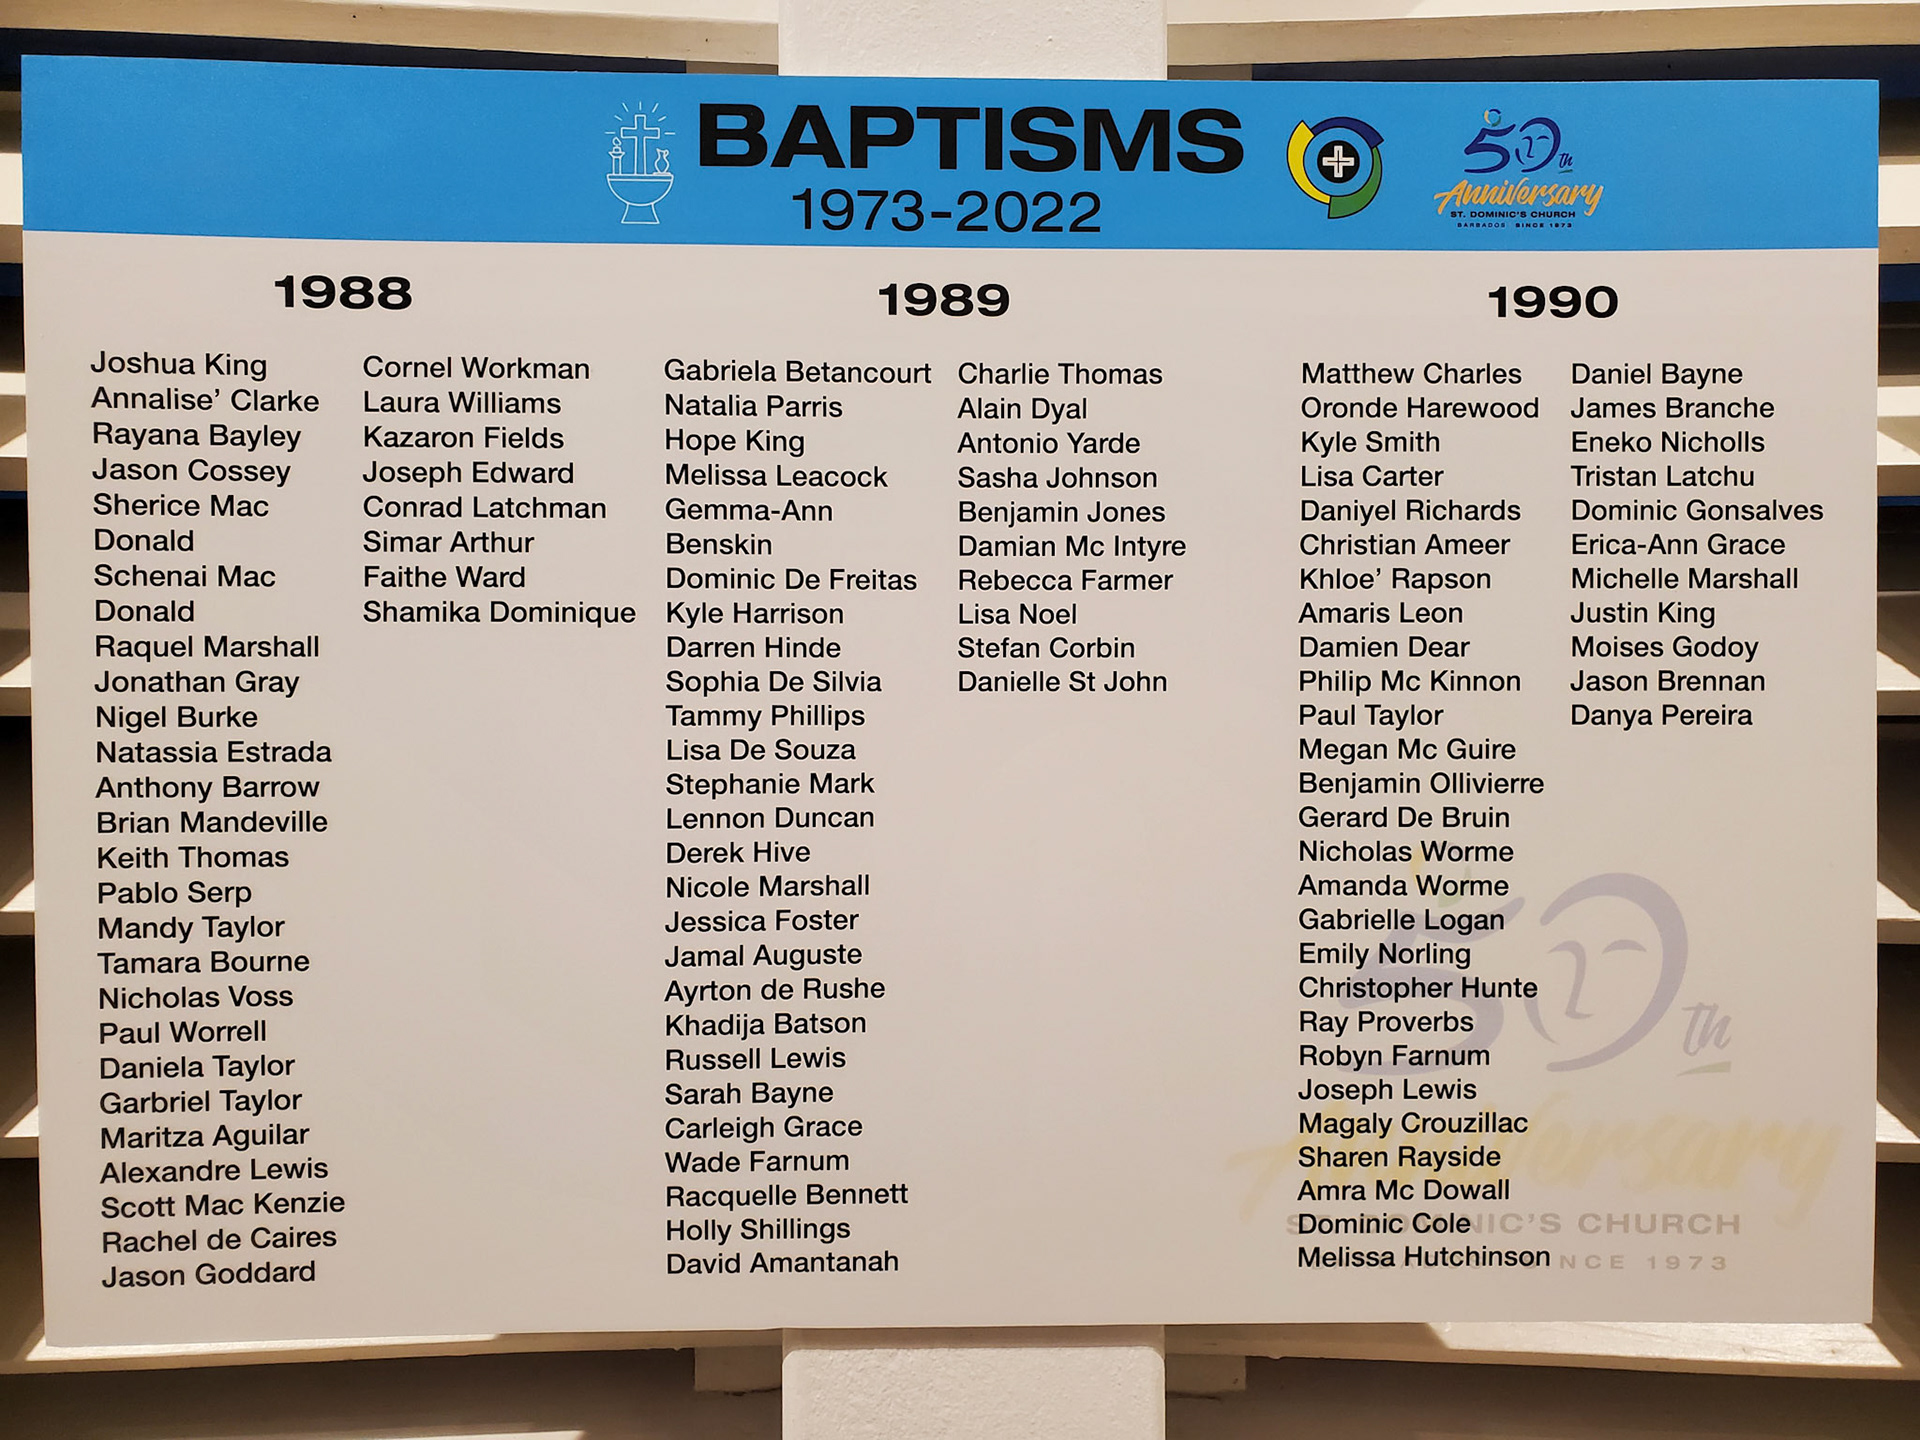 BAPTISMS
1973-2022
50th
Anniversary
ST. DOMINIC'S CHURCH
BARBADOS SINCE 1973
1988
Joshua King
Annalise' Clarke
Rayana Bayley
Jason Cossey
Sherice Mac
Donald
Schenai Mac
Donald
Raquel Marshall
Jonathan Gray
Nigel Burke
Natassia Estrada
Anthony Barrow
Brian Mandeville
Keith Thomas
Pablo Serp
Mandy Taylor
Tamara Bourne
Nicholas Voss
Paul Worrell
Daniela Taylor
Garbriel Taylor
Maritza Aguilar
Alexandre Lewis
Scott Mac Kenzie
Rachel de Caires
Jason Goddard
Cornel Workman
Laura Williams
Kazaron Fields
Joseph Edward
Conrad Latchman
Simar Arthur
Faithe Ward
Shamika Dominique
1989
Gabriela Betancourt
Natalia Parris
Hope King
Melissa Leacock
Gemma-Ann
Benskin
Dominic De Freitas
Kyle Harrison
Darren Hinde
Sophia De Silvia
Tammy Phillips
Lisa De Souza
Stephanie Mark
Lennon Duncan
Derek Hive
Nicole Marshall
Jessica Foster
Jamal Auguste
Ayrton de Rushe
Khadija Batson
Russell Lewis
Sarah Bayne
Carleigh Grace
Wade Farnum
Racquelle Bennett
Holly Shillings
David Amantanah
Charlie Thomas
Alain Dyal
Antonio Yarde
Sasha Johnson
Benjamin Jones
Damian Mc Intyre
Rebecca Farmer
Lisa Noel
Stefan Corbin
Danielle St John
1990
Matthew Charles
Oronde Harewood
Kyle Smith
Lisa Carter
Daniyel Richards
Christian Ameer
Khloe' Rapson
Amaris Leon
Damien Dear
Philip Mc Kinnon
Paul Taylor
Megan Mc Guire
Benjamin Ollivierre
Gerard De Bruin
Nicholas Worme
Amanda Worme
Gabrielle Logan
Emily Norling
Christopher Hunte
Ray Proverbs
Robyn Farnum
Joseph Lewis
Magaly Crouzillac
Sharen Rayside
Amra Mc Dowall
Dominic Cole
Melissa Hutchinson
Daniel Bayne
James Branche
Eneko Nicholls
Tristan Latchu
Dominic Gonsalves
Erica-Ann Grace
Michelle Marshall
Justin King
Moises Godoy
Jason Brennan
Danya Pereira
50th
Anniversary
ST. DOMINIC'S CHURCH
BARBADOS SINCE 1973